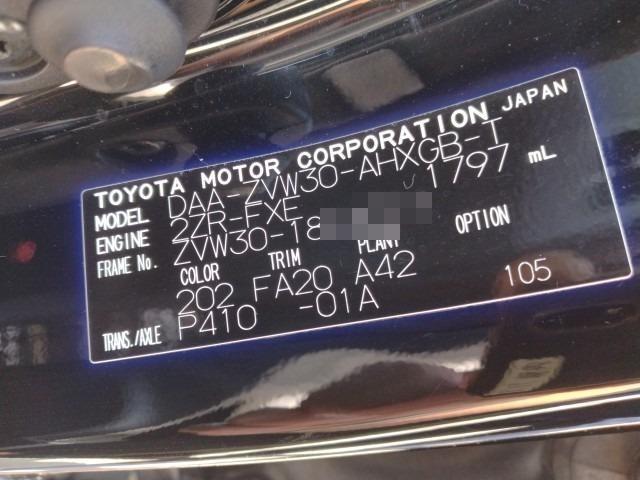 TOYOTA MOTOR CORPORATION JAPAN
MODEL DAA-ZVW30-AHXGB-T
ENGINE 2ZR-FXE 1797 mL
FRAME No. ZVW30-18
COLOR TRIM PLANT OPTION
202 FA20 A42 105
TRANS./AXLE P410 -01A